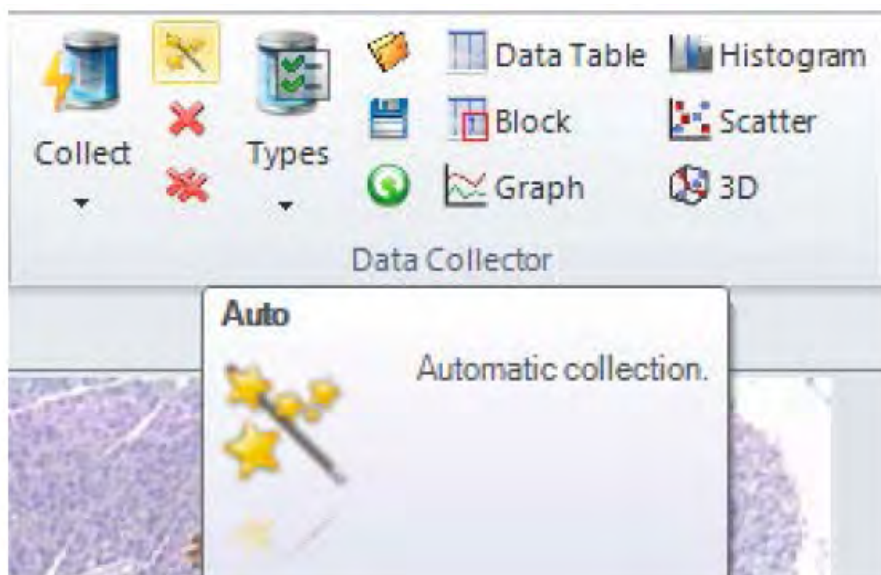 Data Table
Histogram
Block
Scatter
Collect
Types
Graph
3D
Data Collector
Auto
Automatic collection.